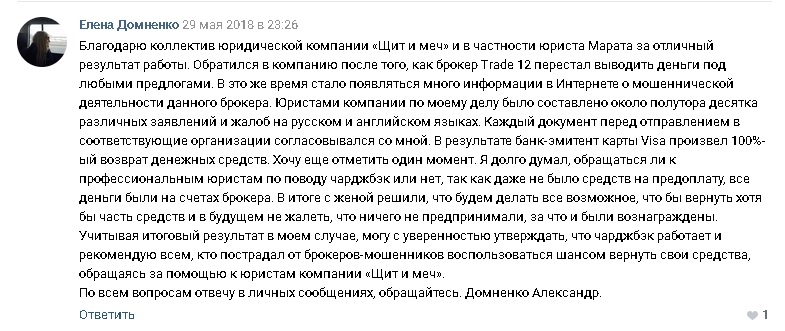 Елена Домненко 29 мая 2018 в 23:26
Благодарю коллектив юридической компании «Щит и меч» и в частности юриста Марата за отличный
результат работы. Обратился в компанию после того, как брокер Trade 12 перестал выводить деньги под
любыми предлогами. В это же время стало появляться много информации в Интернете о мошеннической
деятельности данного брокера. Юристами компании по моему делу было составлено около полутора десятка
различных заявлений и жалоб на русском и английском языках. Каждый документ перед отправлением в
соответствующие организации согласовывался со мной. В результате банк-эмитент карты Visa произвел 100%-
ый возврат денежных средств. Хочу еще отметить один момент. Я долго думал, обращаться ли к
профессиональным юристам по поводу чарджбэк или нет, так как даже не было средств на предоплату, все
деньги были на счетах брокера. В итоге с женой решили, что будем делать все возможное, что бы вернуть хотя
бы часть средств и в будущем не жалеть, что ничего не предпринимали, за что и были вознаграждены.
Учитывая итоговый результат в моем случае, могу с уверенностью утверждать, что чарджбэк работает и
рекомендую всем, кто пострадал от брокеров-мошенников воспользоваться шансом вернуть свои средства,
обращаясь за помощью к юристам компании «Щит и меч».
По всем вопросам отвечу в личных сообщениях, обращайтесь. Домненко Александр.
Ответить 1